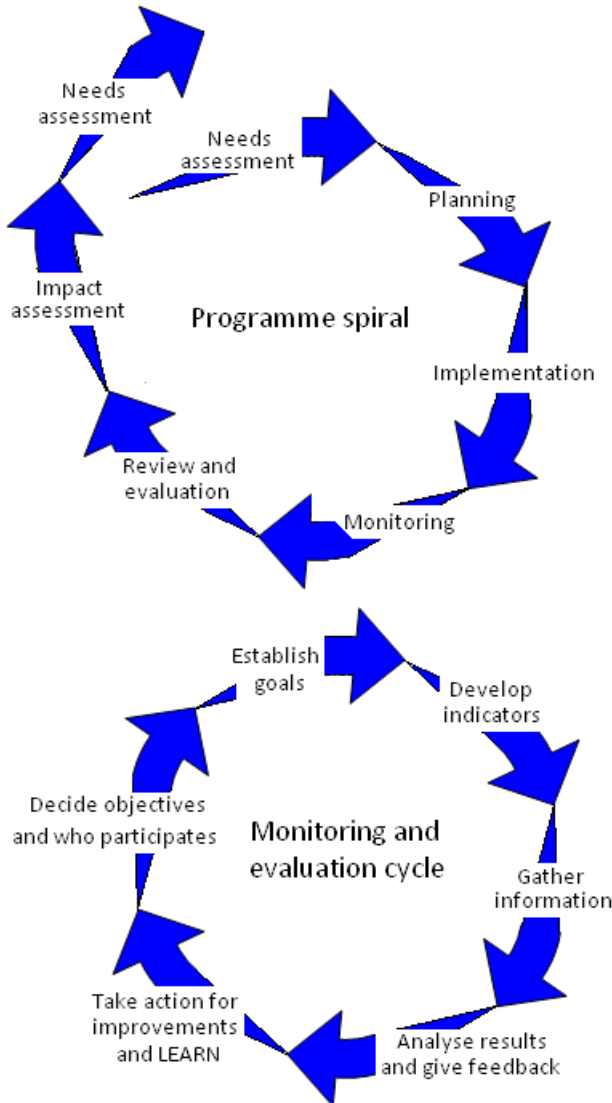 Needs
assessment
Needs
assessment
Planning
Impact
assessment
Programme spiral
Implementation
Review and
evaluation
Monitoring
Establish
goals
Develop
indicators
Decide objectives
and who participates
Monitoring and
evaluation cycle
Gather
information
Take action for
improvements
and LEARN
Analyse results
and give feedback